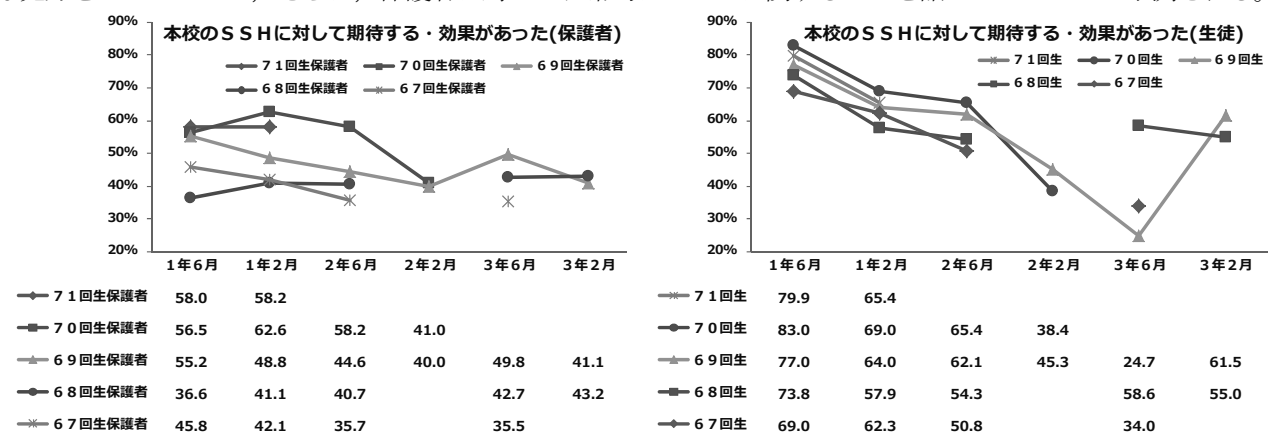 本校のＳＳＨに対して期待する・効果があった(保護者)
７１回生保護者 ７０回生保護者 ６９回生保護者
６８回生保護者 ６７回生保護者
90%
80%
70%
60%
50%
40%
30%
20%
１年６月 １年２月 ２年６月 ２年２月 ３年６月 ３年２月
７１回生保護者 58.0 58.2
７０回生保護者 56.5 62.6 58.2 41.0
６９回生保護者 55.2 48.8 44.6 40.0 49.8 41.1
６８回生保護者 36.6 41.1 40.7 42.7 43.2
６７回生保護者 45.8 42.1 35.7 35.5
本校のＳＳＨに対して期待する・効果があった(生徒)
７１回生 ７０回生 ６９回生
６８回生 ６７回生
90%
80%
70%
60%
50%
40%
30%
20%
１年６月 １年２月 ２年６月 ２年２月 ３年６月 ３年２月
７１回生 79.9 65.4
７０回生 83.0 69.0 65.4 38.4
６９回生 77.0 64.0 62.1 45.3 24.7 61.5
６８回生 73.8 57.9 54.3 58.6 55.0
６７回生 69.0 62.3 50.8 34.0